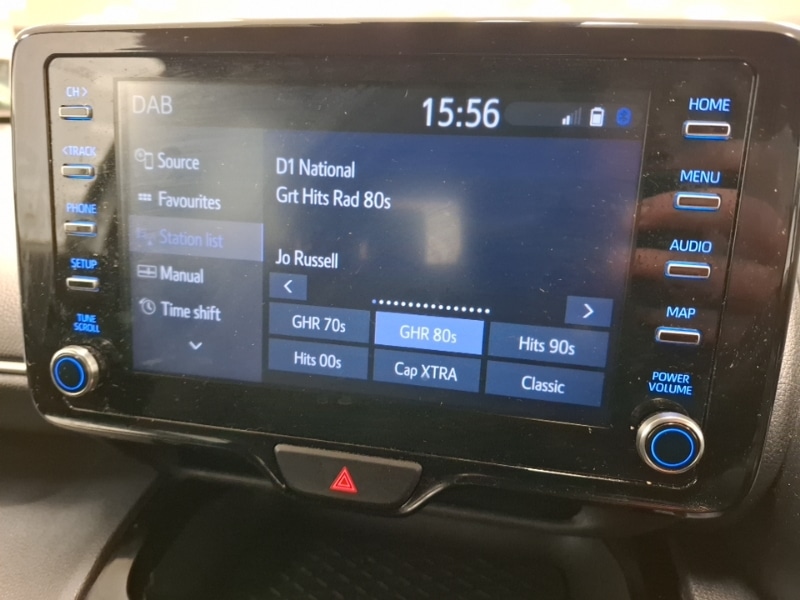 CH>
<TRACK
PHONE
SETUP
TUNE
SCROLL
DAB
15:56
Source
Favourites
Station list
Manual
Time shift
D1 National
Grt Hits Rad 80s
Jo Russell
GHR 70s
GHR 80s
Hits 90s
Hits 00s
Cap XTRA
Classic
HOME
MENU
AUDIO
MAP
POWER
VOLUME